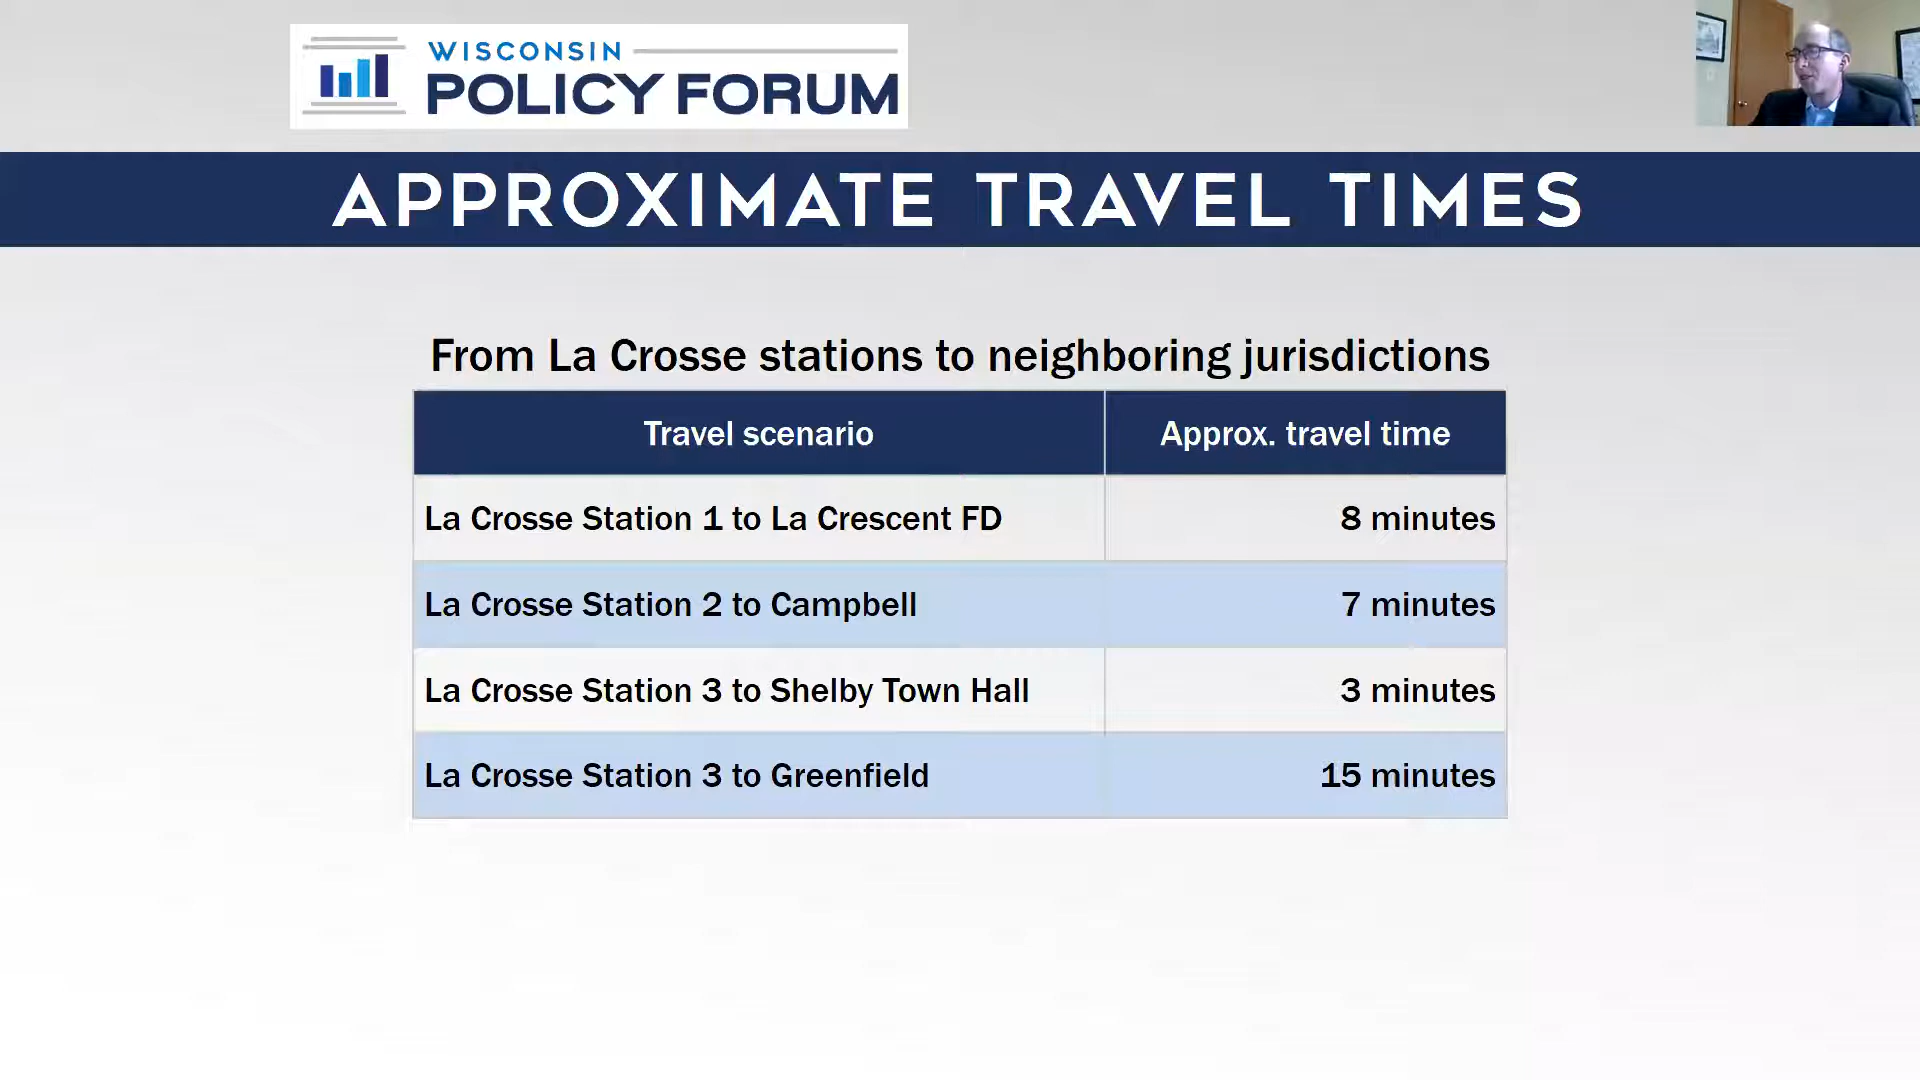 WISCONSIN
POLICY FORUM
APPROXIMATE TRAVEL TIMES
From La Crosse stations to neighboring jurisdictions
Travel scenario Approx. travel time
La Crosse Station 1 to La Crescent FD 8 minutes
La Crosse Station 2 to Campbell 7 minutes
La Crosse Station 3 to Shelby Town Hall 3 minutes
La Crosse Station 3 to Greenfield 15 minutes